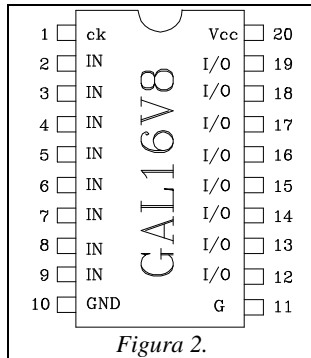 1 ck Vcc 20
2 IN I/O 19
3 IN I/O 18
4 IN I/O 17
5 IN I/O 16
6 IN I/O 15
7 IN I/O 14
8 IN I/O 13
9 IN I/O 12
10 GND G 11
GAL16V8
Figura 2.